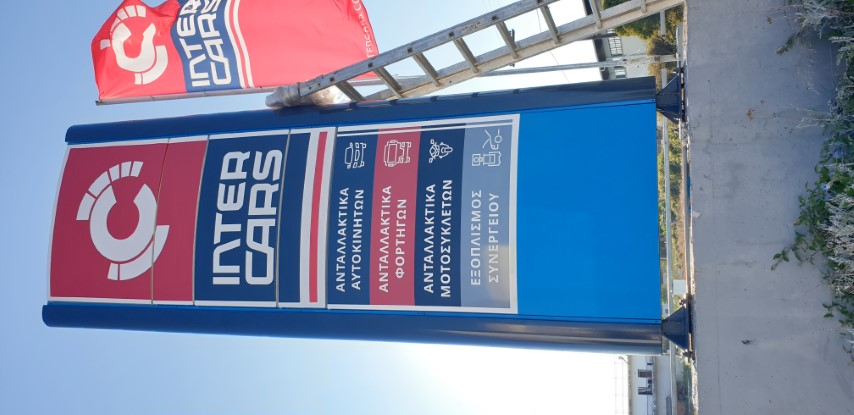 INTER
CARS
INTER
CARS
ΑΝΤΑΛΛΑΚΤΙΚΑ
ΑΥΤΟΚΙΝΗΤΩΝ
ΑΝΤΑΛΛΑΚΤΙΚΑ
ΦΟΡΤΗΓΩΝ
ΑΝΤΑΛΛΑΚΤΙΚΑ
ΜΟΤΟΣΥΚΛΕΤΩΝ
ΕΞΟΠΛΙΣΜΟΣ
ΣΥΝΕΡΓΕΙΟΥ